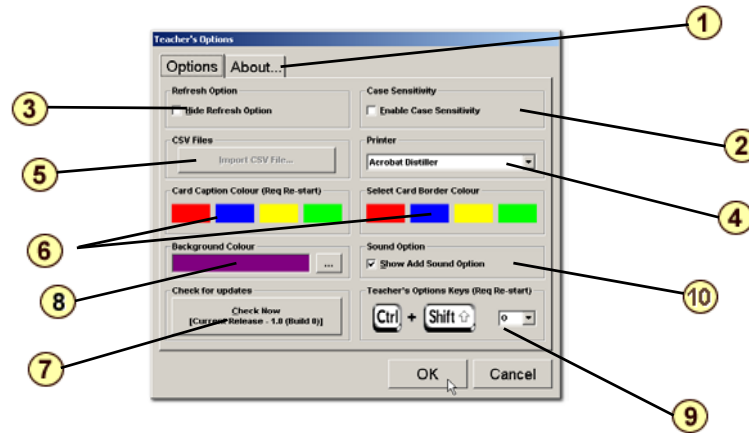 1
Teacher's Options
Options About...
Refresh Option
Hide Refresh Option
Case Sensitivity
Enable Case Sensitivity
3
2
CSV Files
Import CSV File...
Printer
Acrobat Distiller
5
4
Card Caption Colour (Req Re-start)
Select Card Border Colour
6
Background Colour
...
Sound Option
Show Add Sound Option
8
10
Check for updates
Check Now
[Current Release - 1.0 (Build 0)]
Teacher's Options Keys (Req Re-start)
Ctrl + Shift ⇧ O
7
OK Cancel
9